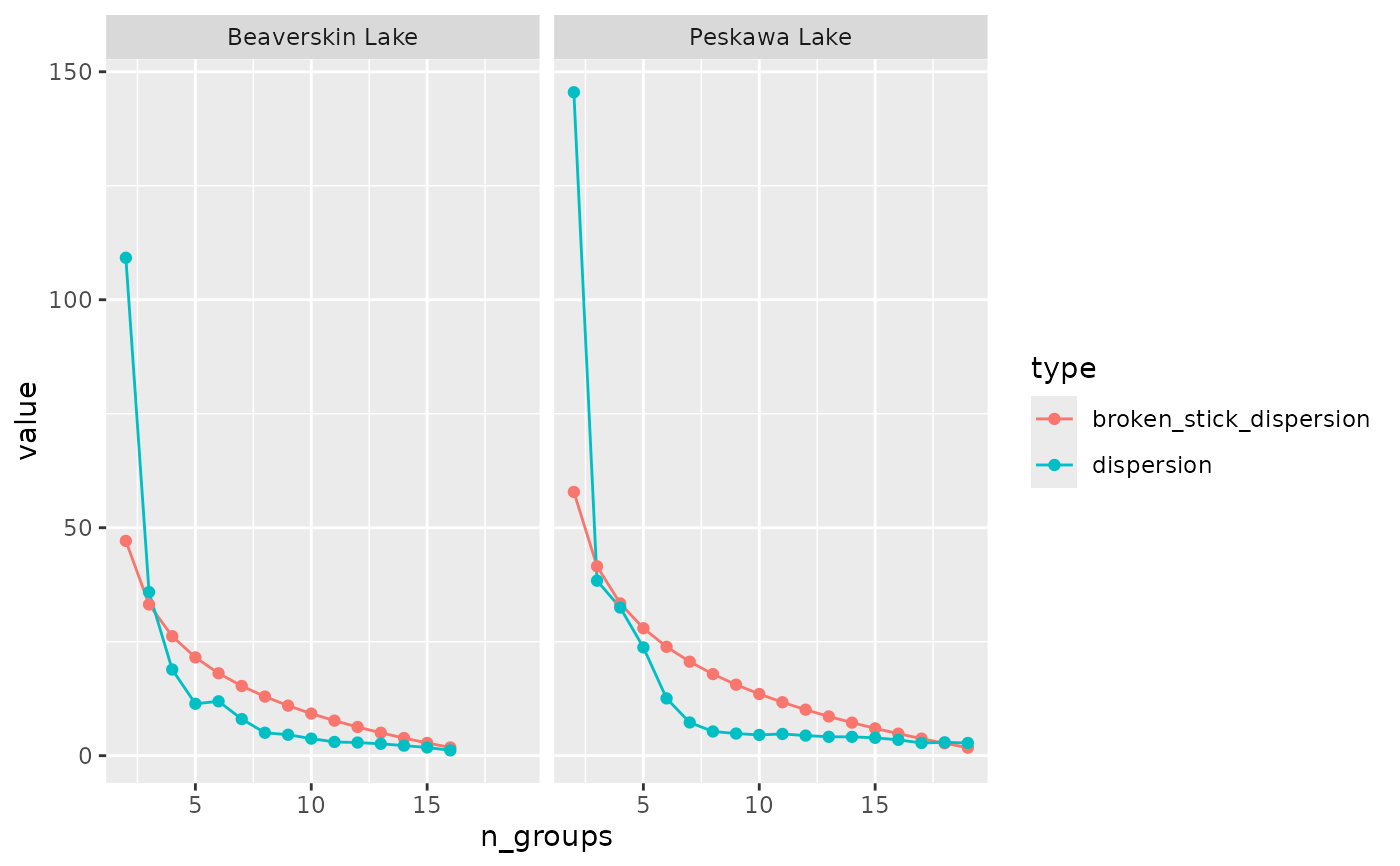 Beaverskin Lake
Peskawa Lake
150
100
50
0
value
5 10 15
5 10 15
n_groups
type
broken_stick_dispersion
dispersion